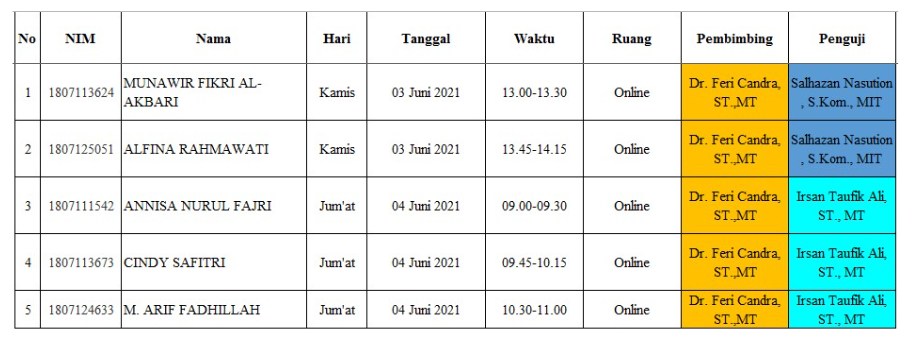 No NIM Nama Hari Tanggal Waktu Ruang Pembimbing Penguji
1 1807113624 MUNAWIR FIKRI AL-AKBARI Kamis 03 Juni 2021 13.00-13.30 Online Dr. Feri Candra, ST.,MT Salhazan Nasution , S.Kom., MIT
2 1807125051 ALFINA RAHMAWATI Kamis 03 Juni 2021 13.45-14.15 Online Dr. Feri Candra, ST.,MT Salhazan Nasution , S.Kom., MIT
3 1807111542 ANNISA NURUL FAJRI Jum'at 04 Juni 2021 09.00-09.30 Online Dr. Feri Candra, ST.,MT Irsan Taufik Ali, ST., MT
4 1807113673 CINDY SAFITRI Jum'at 04 Juni 2021 09.45-10.15 Online Dr. Feri Candra, ST.,MT Irsan Taufik Ali, ST., MT
5 1807124633 M. ARIF FADHILLAH Jum'at 04 Juni 2021 10.30-11.00 Online Dr. Feri Candra, ST.,MT Irsan Taufik Ali, ST., MT